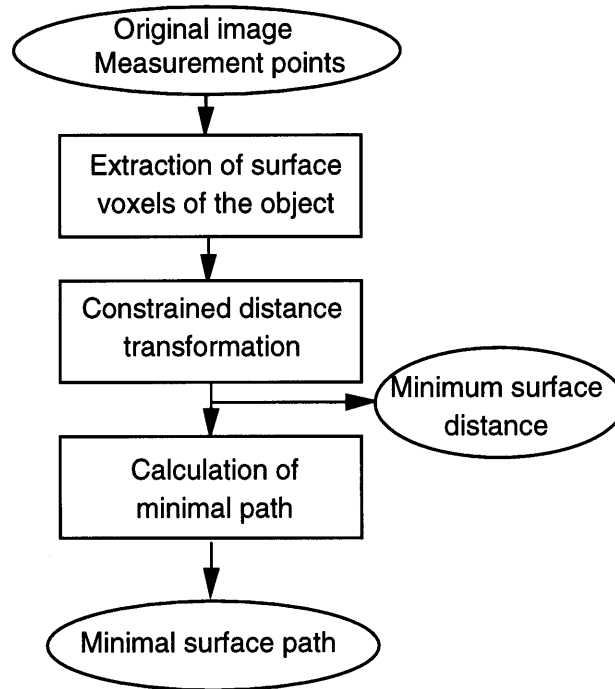 Original image
Measurement points
Extraction of surface
voxels of the object
Constrained distance
transformation
Minimum surface
distance
Calculation of
minimal path
Minimal surface path